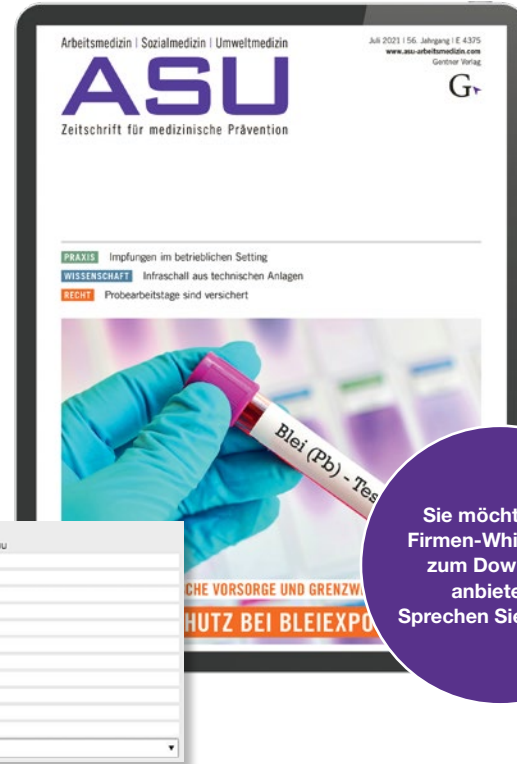 Arbeitsmedizin | Sozialmedizin | Umweltmedizin
Juli 2021 | 56. Jahrgang | E 4375
www.asu-arbeitsmedizin.com
Gentner Verlag
G
ASU
Zeitschrift für medizinische Prävention
PRAXIS Impfungen im betrieblichen Setting
WISSENSCHAFT Infraschall aus technischen Anlagen
RECHT Probearbeitstage sind versichert
Blei (Pb) - Tes
Sie möcht
Firmen-Whi
zum Dow
anbiete
Sprechen Sie
CHE VORSORGE UND GRENZW
HUTZ BEI BLEIEXPO